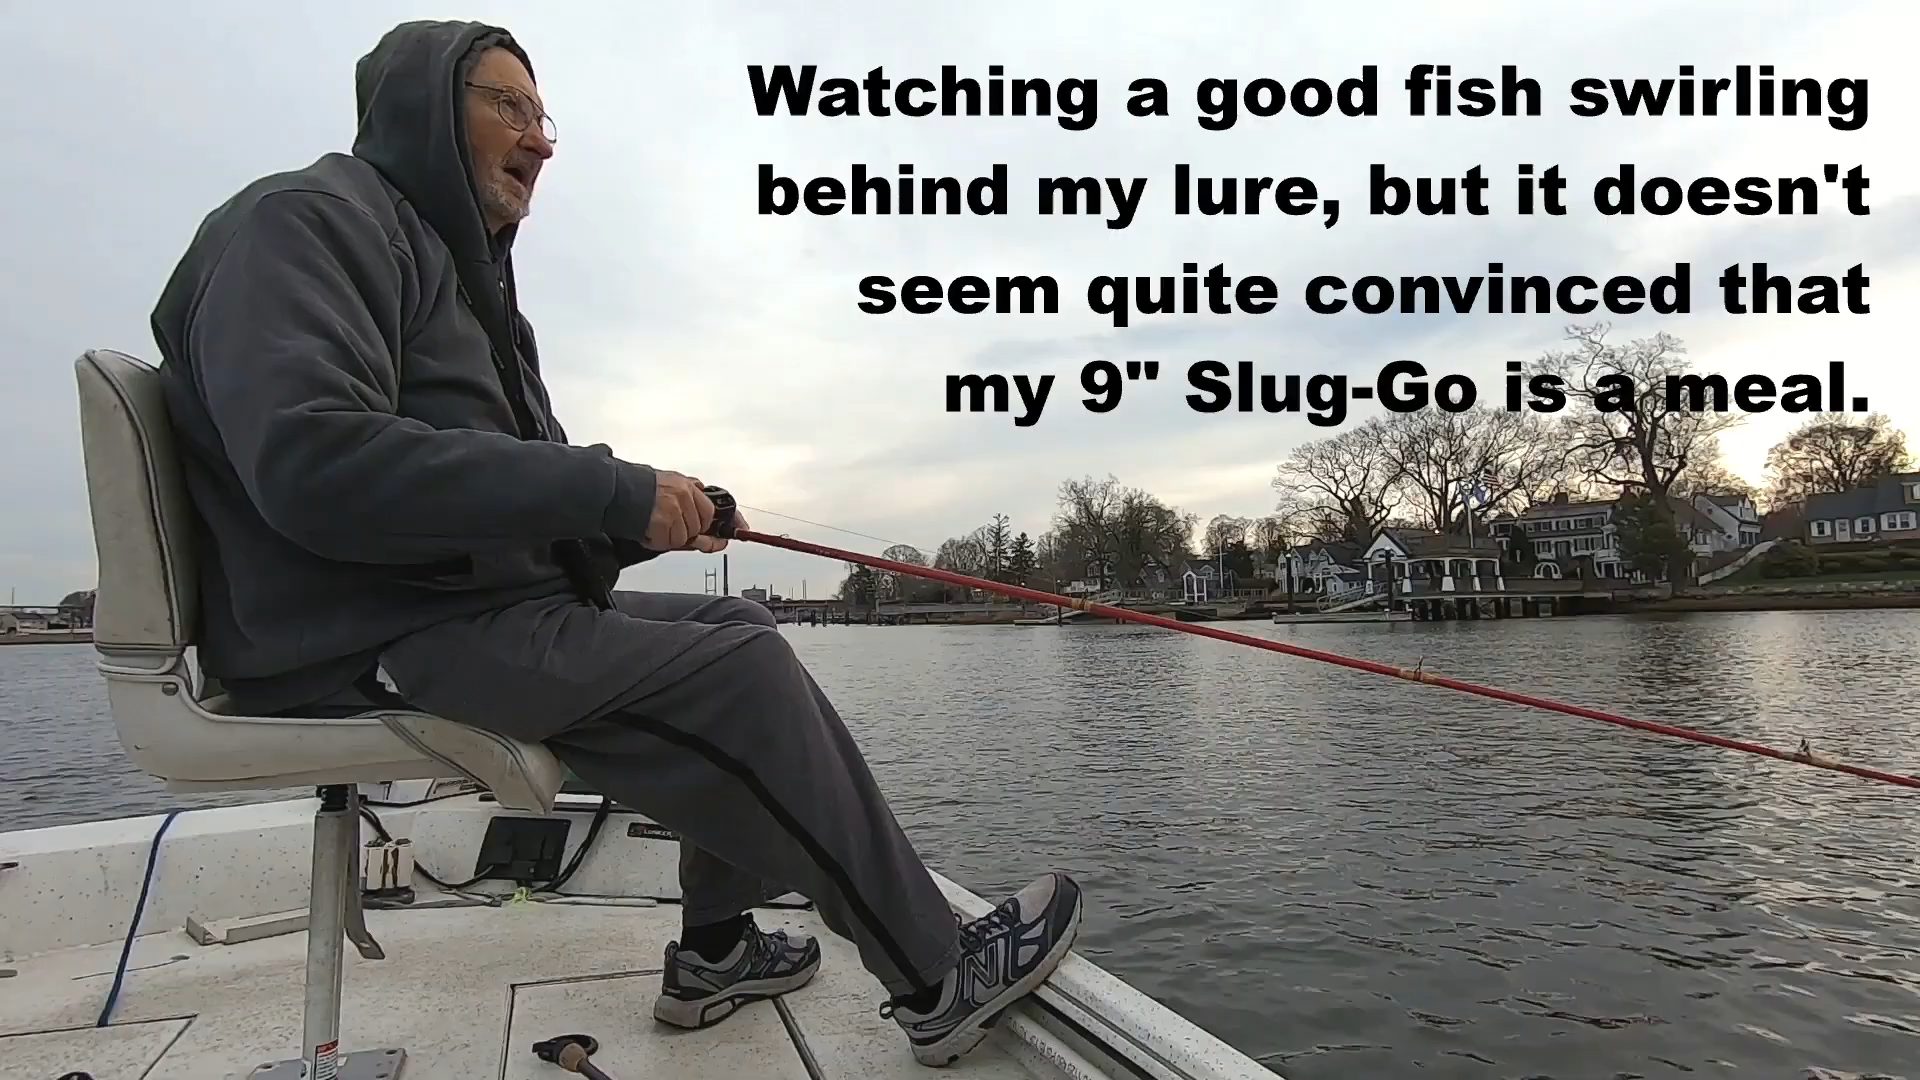 Watching a good fish swirling
behind my lure, but it doesn't
seem quite convinced that
my 9" Slug-Go is a meal.
N